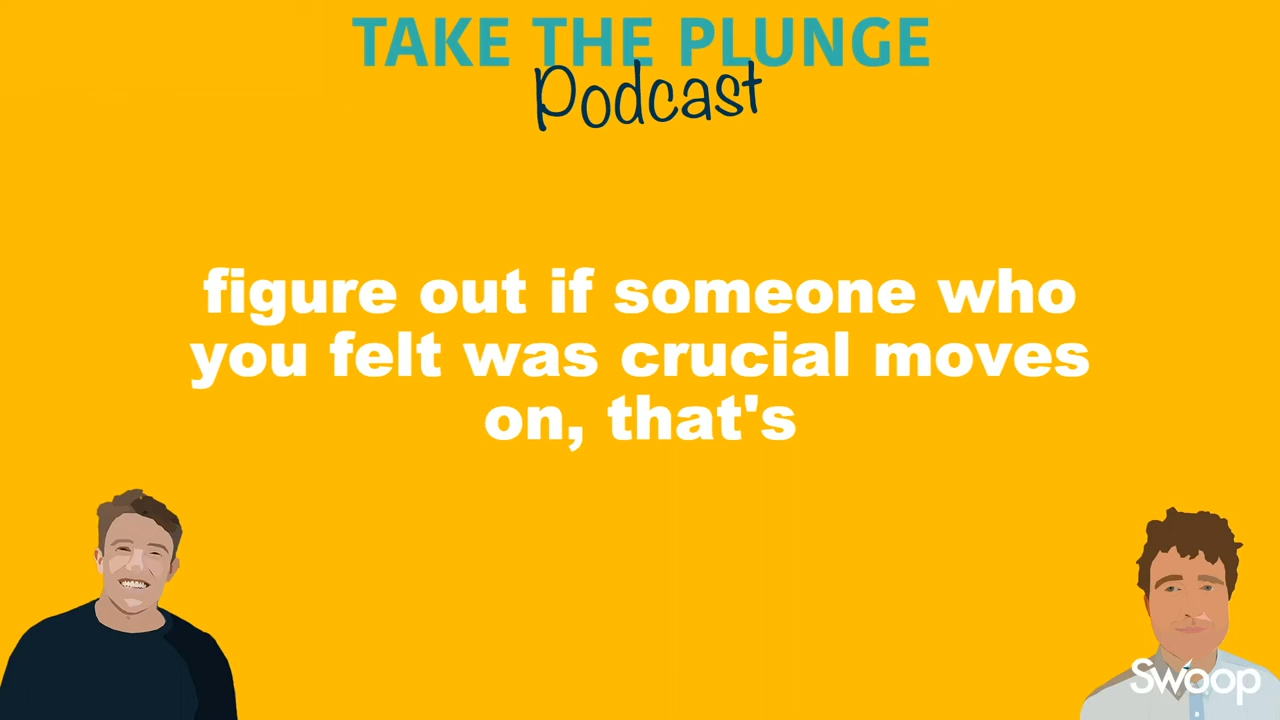 TAKE THE PLUNGE
Podcast
figure out if someone who
you felt was crucial moves
on, that's
Swoop